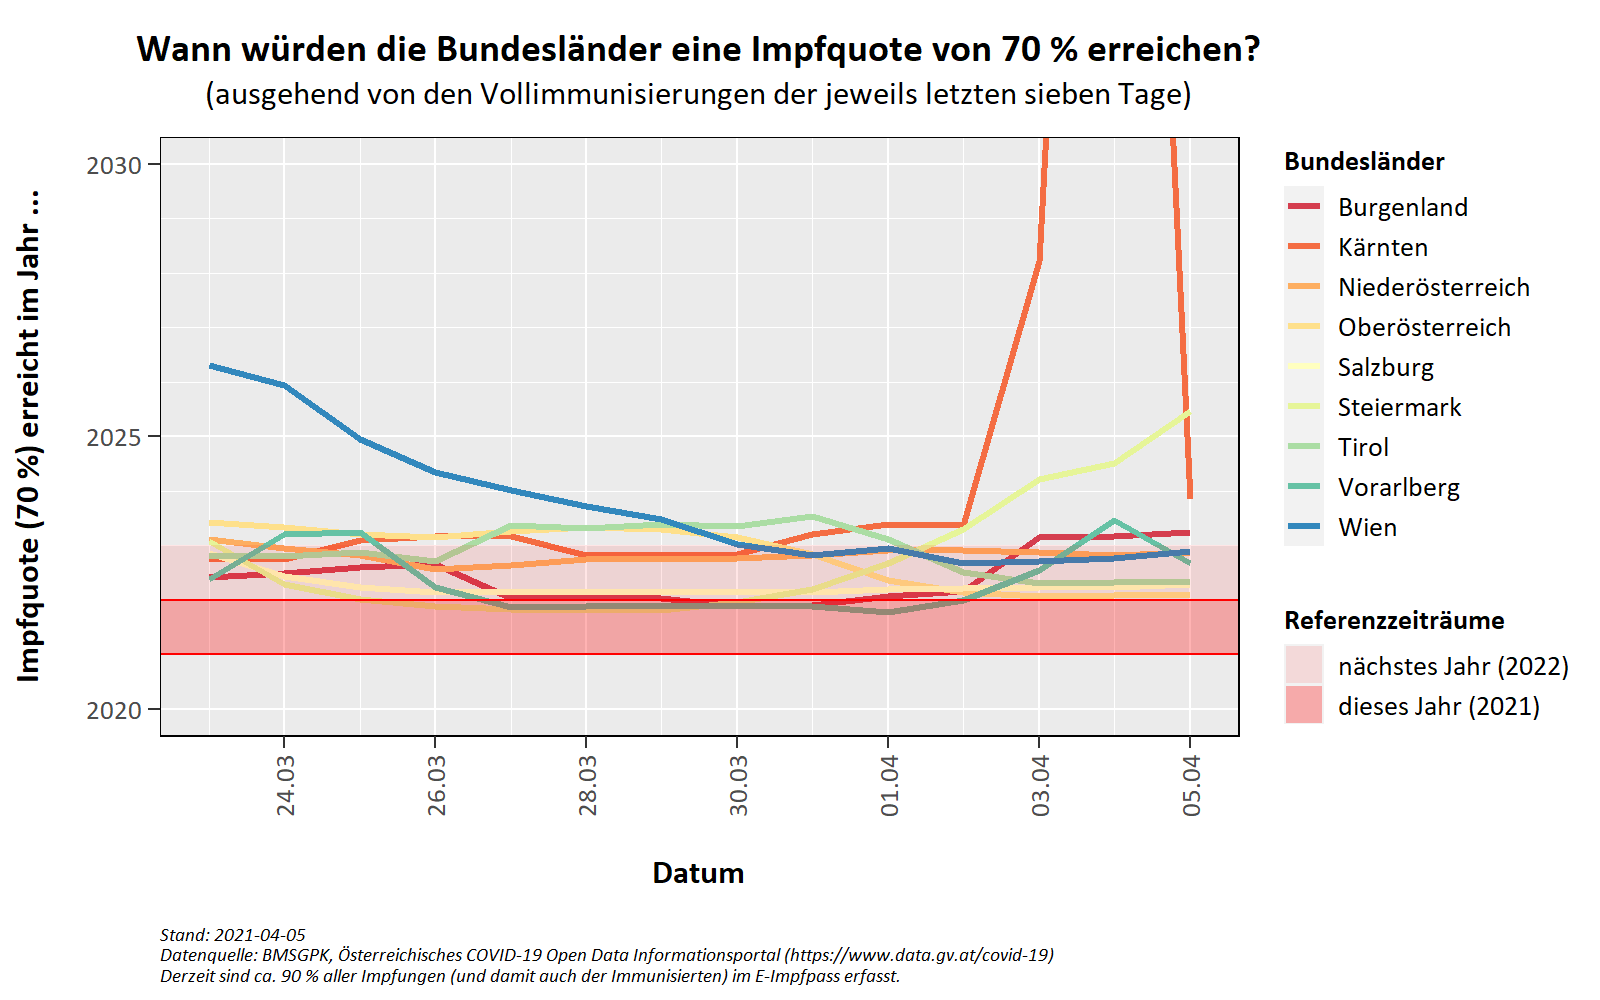 Wann würden die Bundesländer eine Impfquote von 70 % erreichen?
(ausgehend von den Vollimmunisierungen der jeweils letzten sieben Tage)
Impfquote (70 %) erreicht im Jahr ...
2030
2025
2020
24.03
26.03
28.03
30.03
01.04
03.04
05.04
Datum
Bundesländer
Burgenland
Kärnten
Niederösterreich
Oberösterreich
Salzburg
Steiermark
Tirol
Vorarlberg
Wien
Referenzzeiträume
nächstes Jahr (2022)
dieses Jahr (2021)
Stand: 2021-04-05
Datenquelle: BMSGPK, Österreichisches COVID-19 Open Data Informationsportal (https://www.data.gv.at/covid-19)
Derzeit sind ca. 90 % aller Impfungen (und damit auch der Immunisierten) im E-Impfpass erfasst.